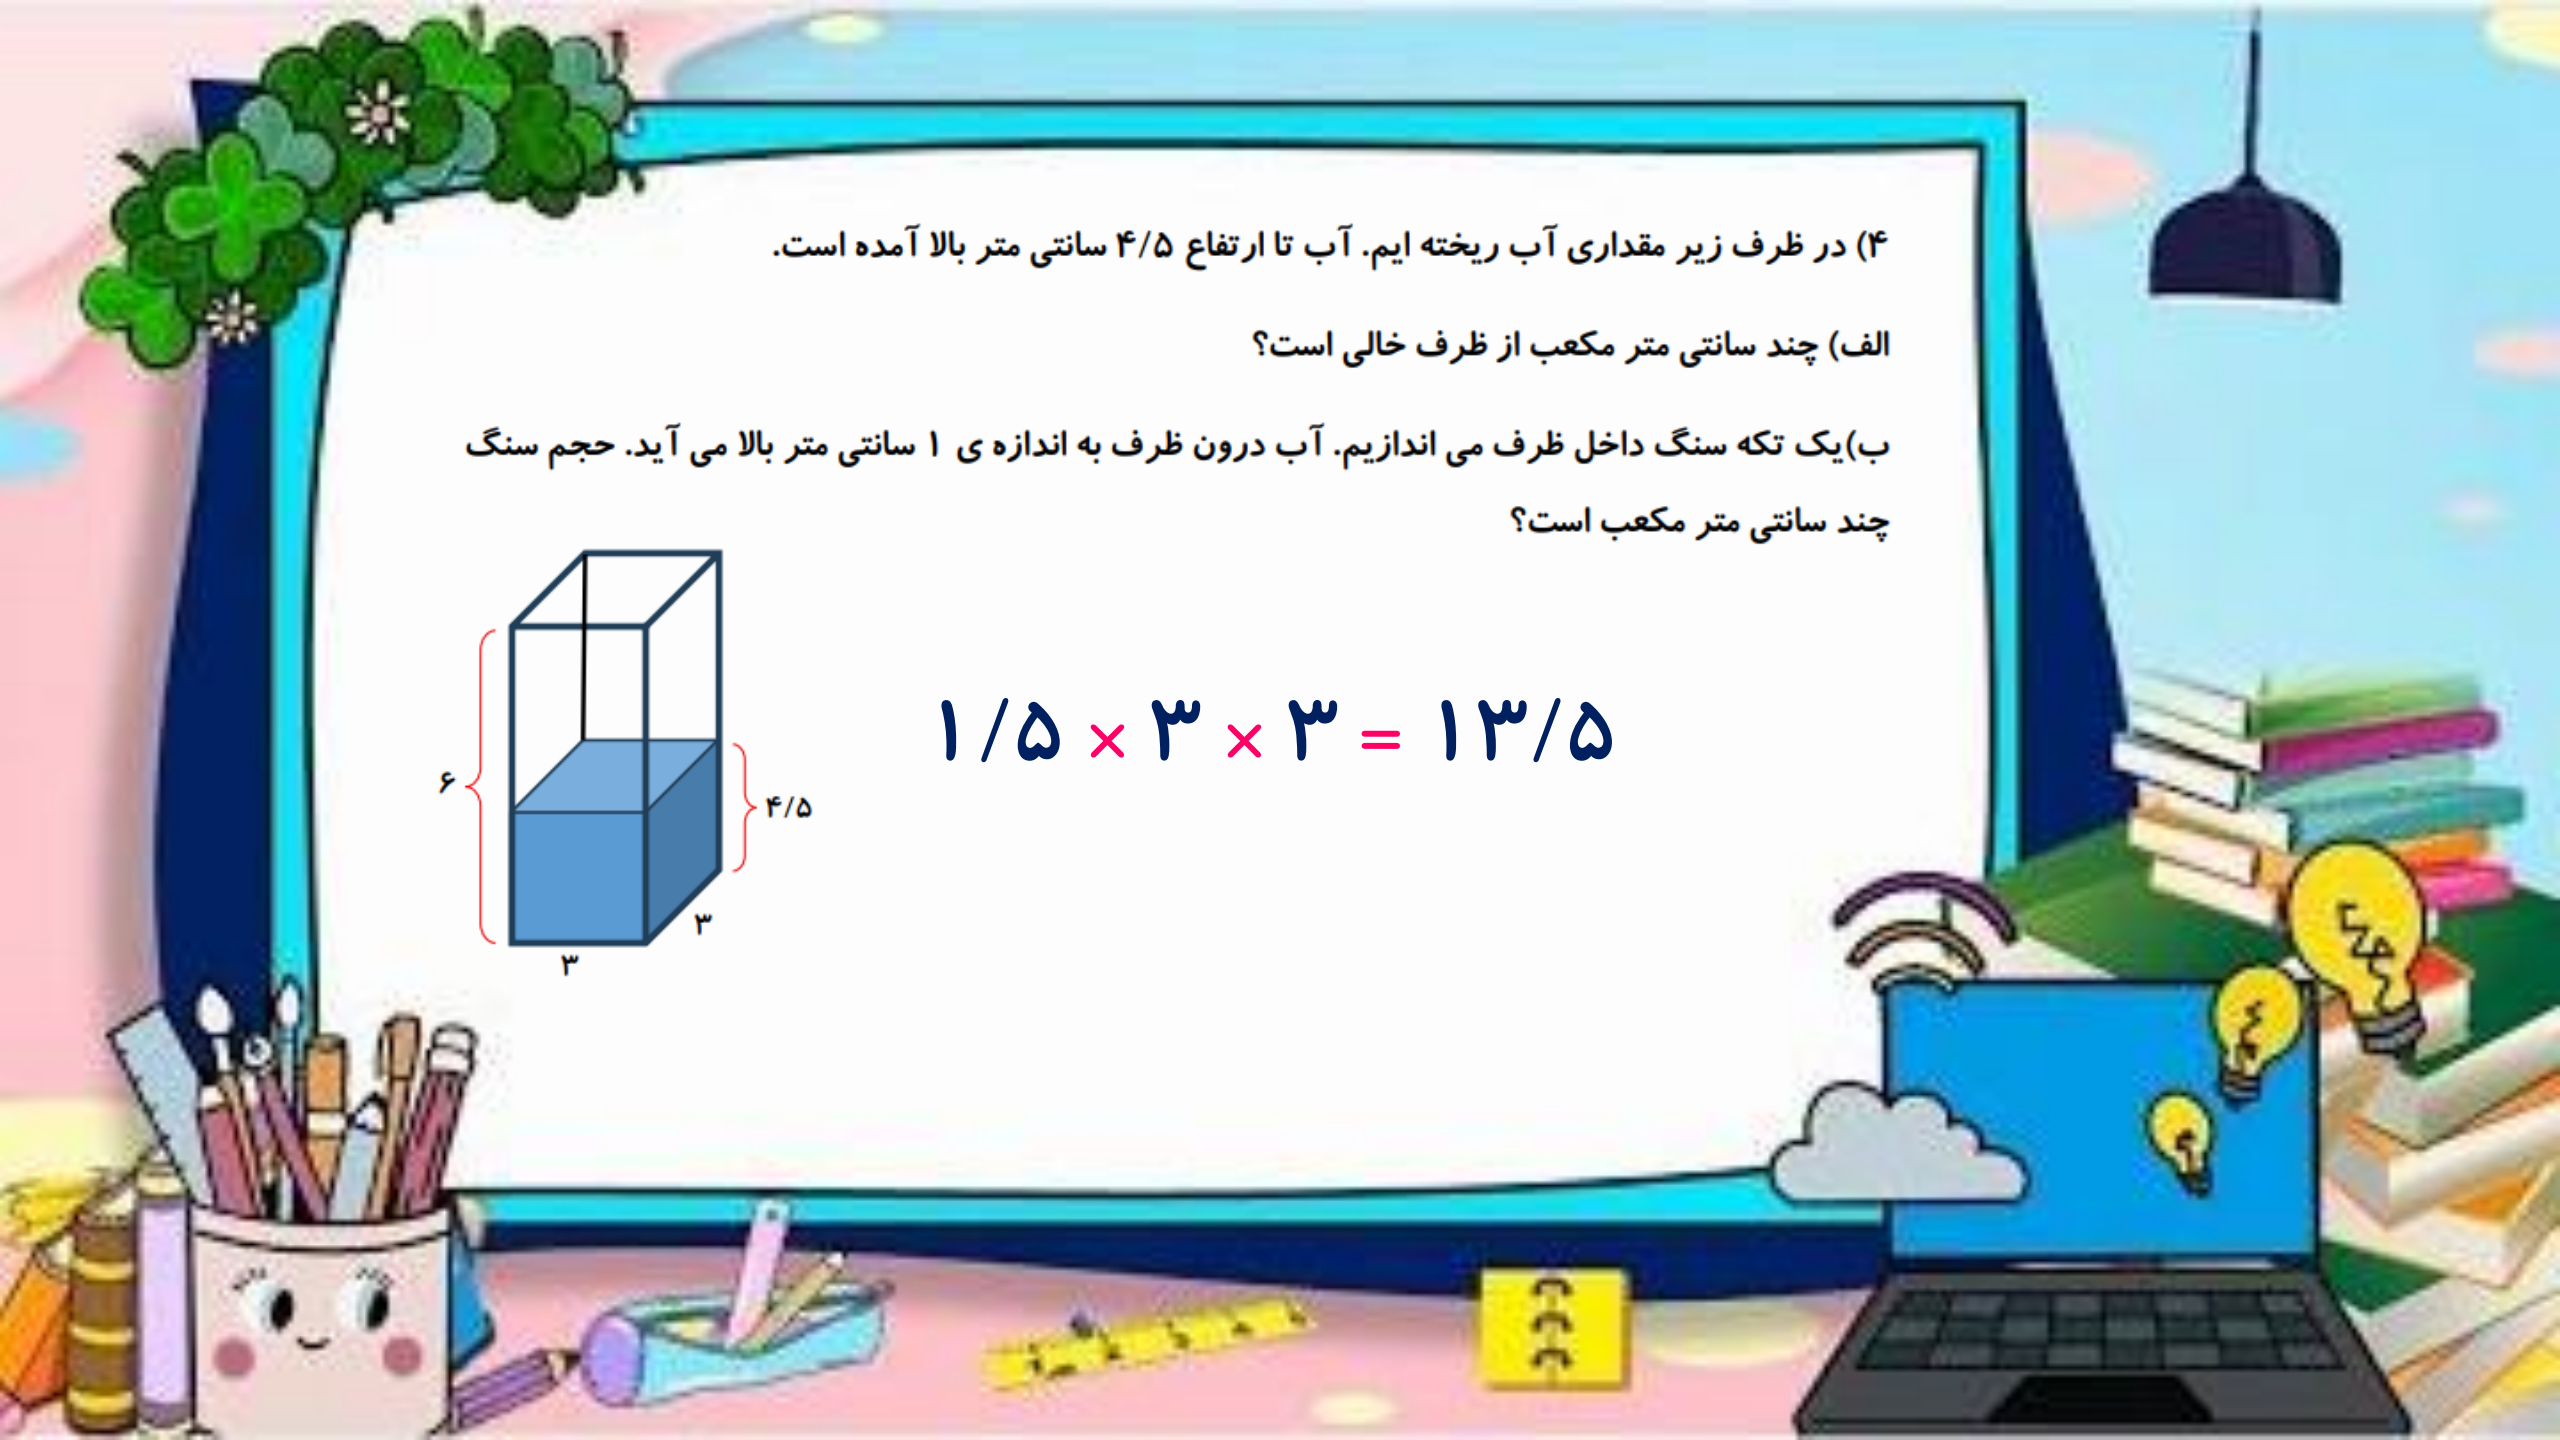 ۴) در ظرف زیر مقداری آب ریخته ایم. آب تا ارتفاع ۴/۵ سانتی متر بالا آمده است.
الف) چند سانتی متر مکعب از ظرف خالی است؟
ب)یک تکه سنگ داخل ظرف می اندازیم. آب درون ظرف به اندازه ی ۱ سانتی متر بالا می آید. حجم سنگ
چند سانتی متر مکعب است؟
۱/۵ × ۳ × ۳ = ۱۳/۵
۶
۴/۵
۳
۳